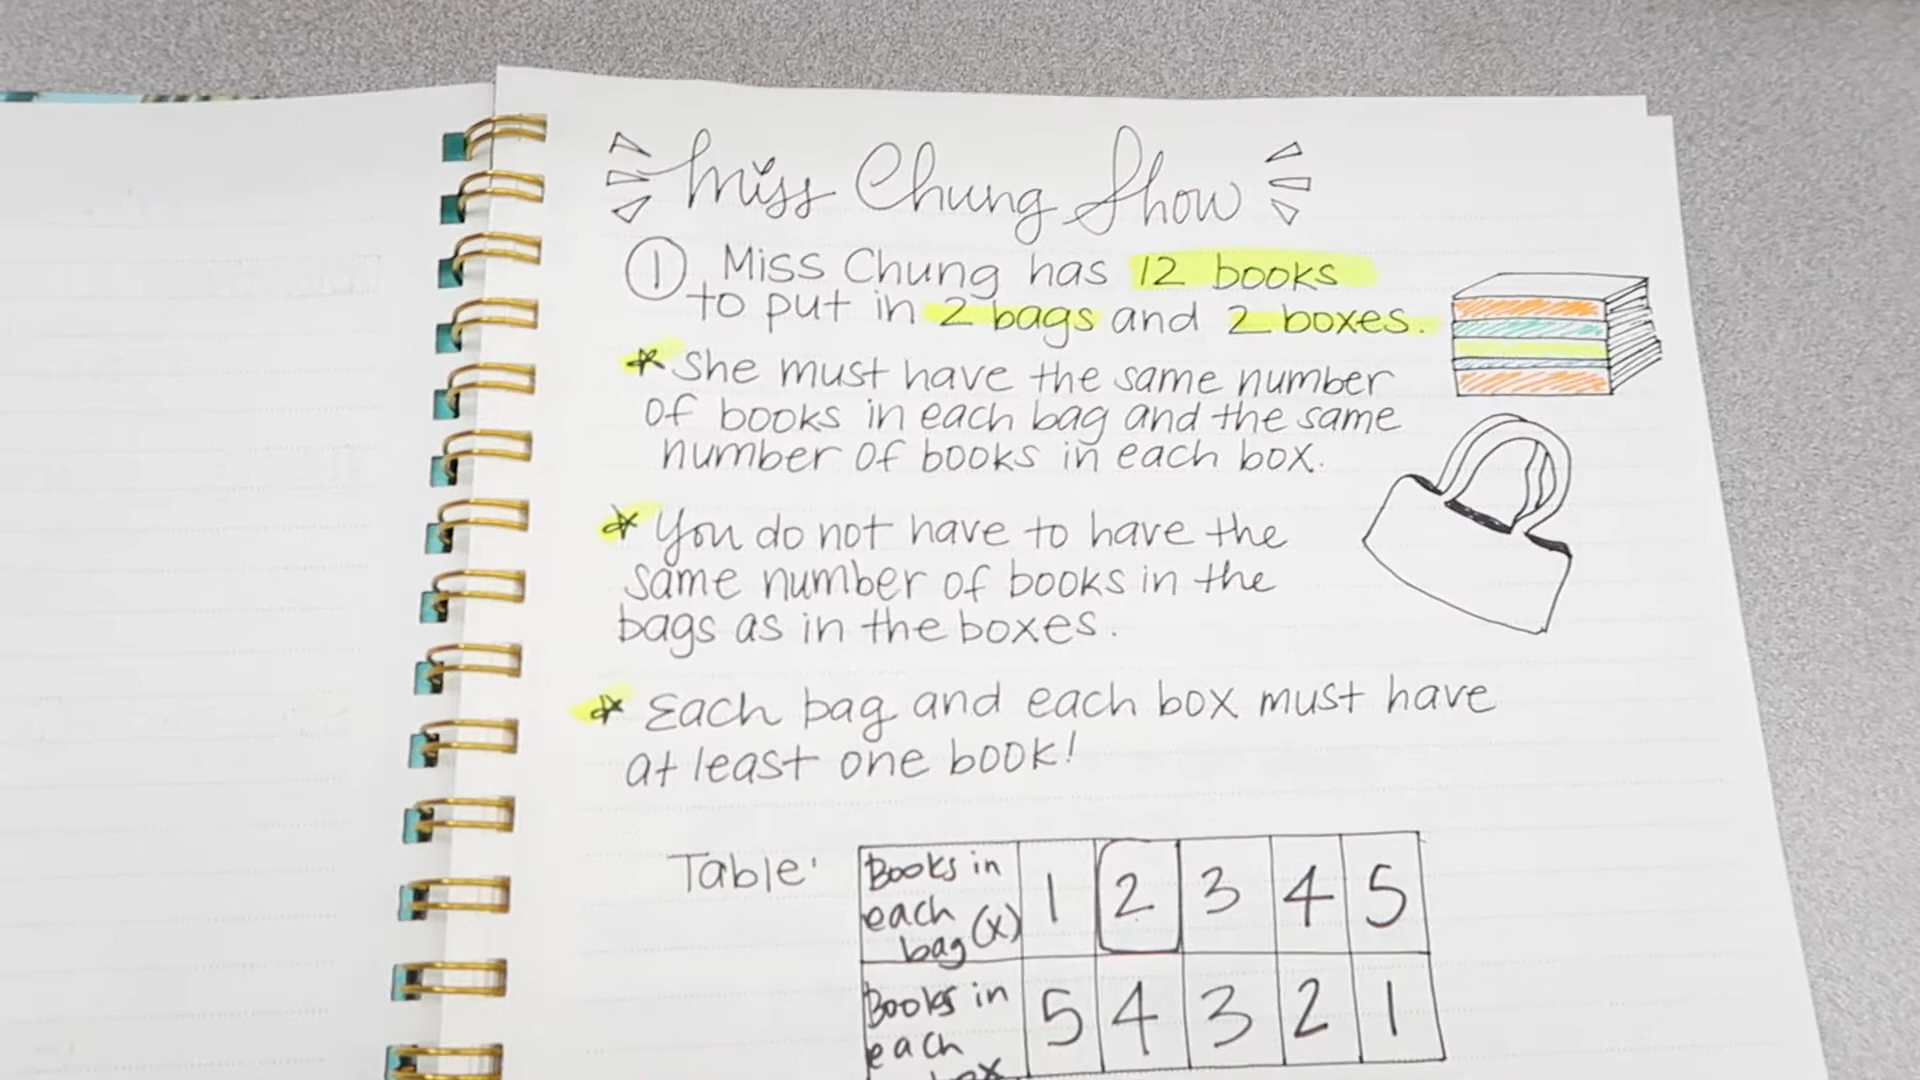 Miss Chung Show
① Miss Chung has 12 books
to put in 2 bags and 2 boxes.
* She must have the same number
of books in each bag and the same
number of books in each box.
* You do not have to have the
same number of books in the
bags as in the boxes.
* Each bag and each box must have
at least one book!
Table:
Books in
each
bag (x)
1 2 3 4 5
Books in
each
box
5 4 3 2 1